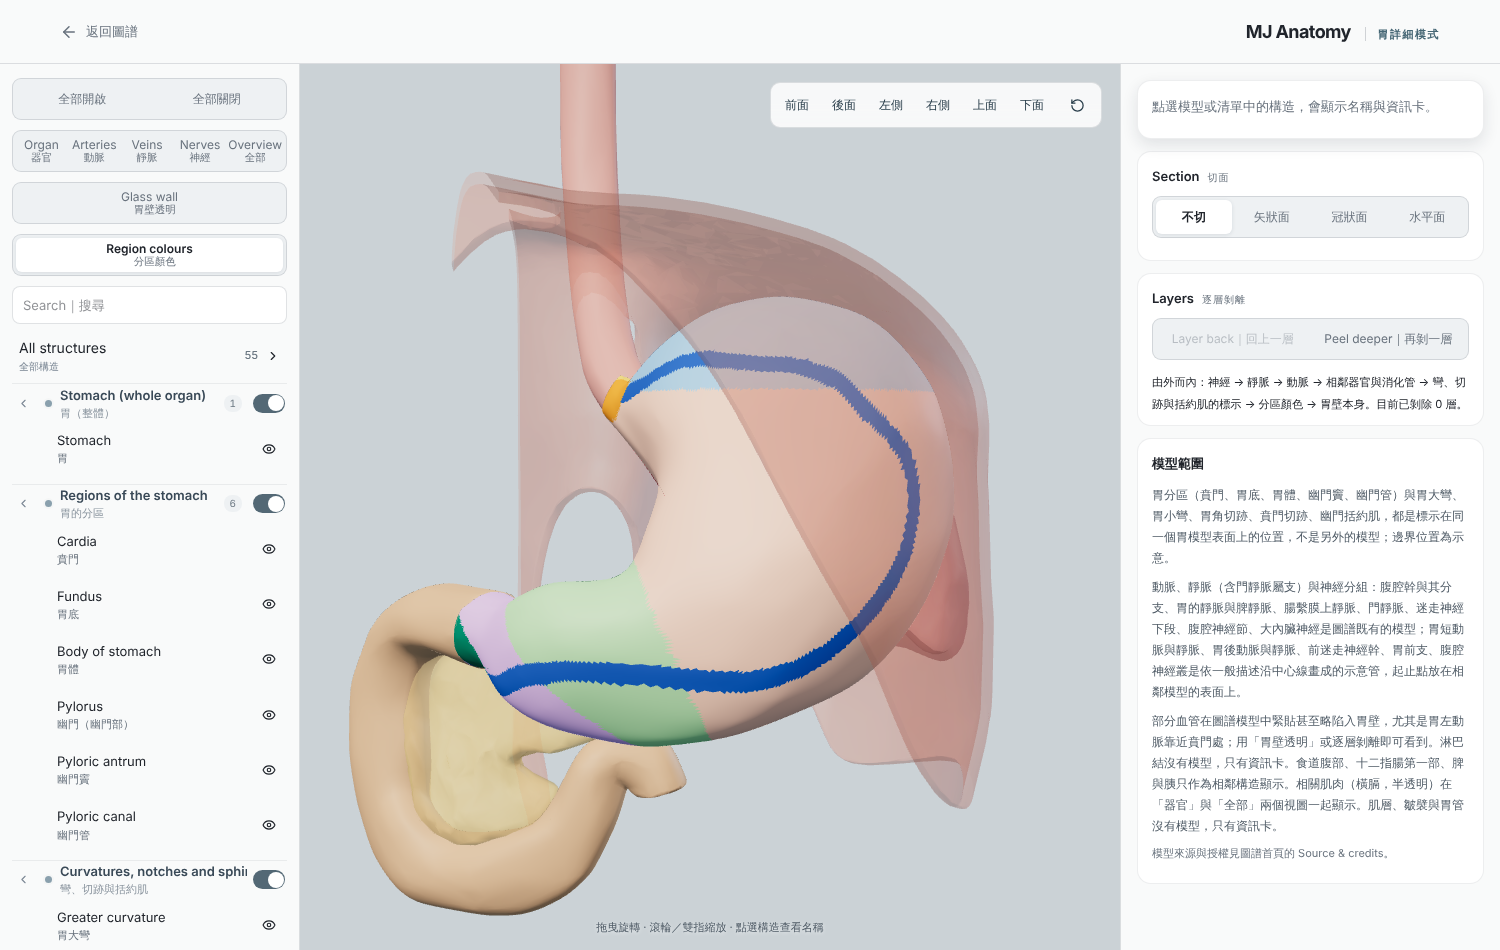 返回圖譜
MJ Anatomy
胃詳細模式
全部開啟
全部關閉
Organ
器官
Arteries
動脈
Veins
靜脈
Nerves
神經
Overview
全部
Glass wall
胃壁透明
Region colours
分區顏色
Search｜搜尋
All structures
全部構造
55
Stomach (whole organ)
胃（整體）
1
Stomach
胃
Regions of the stomach
胃的分區
6
Cardia
賁門
Fundus
胃底
Body of stomach
胃體
Pylorus
幽門（幽門部）
Pyloric antrum
幽門竇
Pyloric canal
幽門管
Curvatures, notches and sphin
彎、切跡與括約肌
Greater curvature
胃大彎
前面
後面
左側
右側
上面
下面
拖曳旋轉 · 滾輪／雙指縮放 · 點選構造查看名稱
點選模型或清單中的構造，會顯示名稱與資訊卡。
Section 切面
不切
矢狀面
冠狀面
水平面
Layers 逐層剝離
Layer back｜回上一層
Peel deeper｜再剝一層
由外而內：神經 → 靜脈 → 動脈 → 相鄰器官與消化管 → 彎、切
跡與括約肌的標示 → 分區顏色 → 胃壁本身。目前已剝除 0 層。
模型範圍
胃分區（賁門、胃底、胃體、幽門竇、幽門管）與胃大彎、
胃小彎、胃角切跡、賁門切跡、幽門括約肌，都是標示在同
一個胃模型表面上的位置，不是另外的模型；邊界位置為示
意。
動脈、靜脈（含門靜脈屬支）與神經分組：腹腔幹與其分
支、胃的靜脈與脾靜脈、腸繫膜上靜脈、門靜脈、迷走神經
下段、腹腔神經節、大內臟神經是圖譜既有的模型；胃短動
脈與靜脈、胃後動脈與靜脈、前迷走神經幹、胃前支、腹腔
神經叢是依一般描述沿中心線畫成的示意管，起止點放在相
鄰模型的表面上。
部分血管在圖譜模型中緊貼甚至略陷入胃壁，尤其是胃左動
脈靠近賁門處；用「胃壁透明」或逐層剝離即可看到。淋巴
結沒有模型，只有資訊卡。食道腹部、十二指腸第一部、脾
與胰只作為相鄰構造顯示。相關肌肉（橫膈，半透明）在
「器官」與「全部」兩個視圖一起顯示。肌層、皺襞與胃管
沒有模型，只有資訊卡。
模型來源與授權見圖譜首頁的 Source & credits。